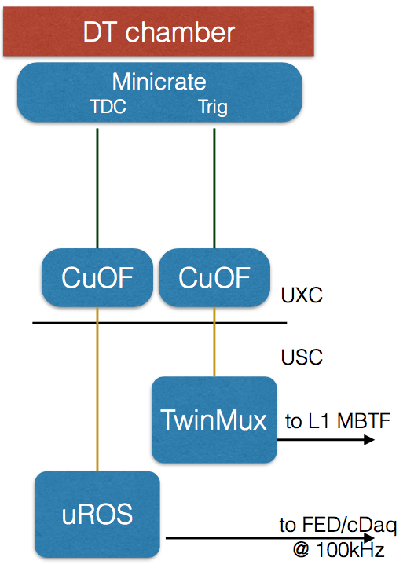 DT chamber
Minicrate
TDC Trig
CuOF CuOF
UXC
USC
TwinMux
to L1 MBTF
uROS
to FED/cDaq
@ 100kHz